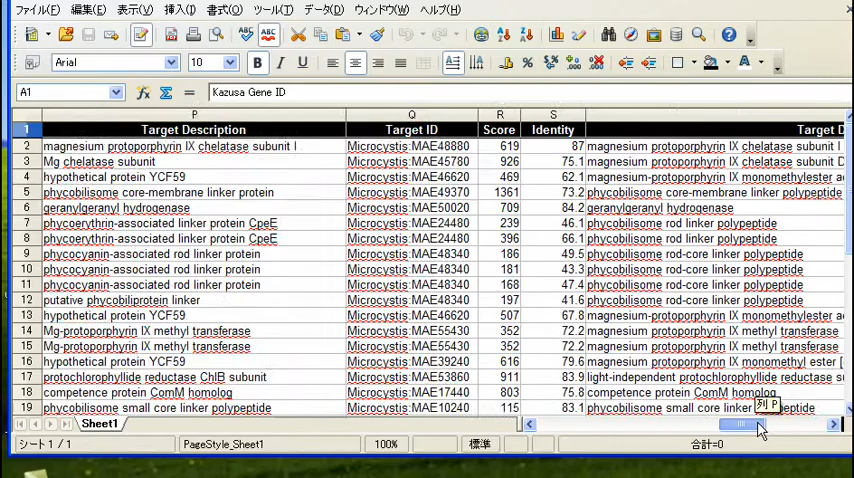 ファイル(F) 編集(E) 表示(V) 挿入(I) 書式(O) ツール(T) データ(D) ウィンドウ(W) ヘルプ(H)
Arial 10 B I U
A1 Kazusa Gene ID
P Q R S
1 Target Description Target ID Score Identity Target D
2 magnesium protoporphyrin IX chelatase subunit I Microcystis:MAE48880 619 87 magnesium protoporphyrin IX chelatase subunit I
3 Mg chelatase subunit Microcystis:MAE45780 926 75.1 magnesium protoporphyrin IX chelatase subunit
4 hypothetical protein YCF59 Microcystis:MAE46620 469 62.1 magnesium-protoporphyrin IX monomethylester a
5 phycobilisome core-membrane linker protein Microcystis:MAE49370 1361 73.2 phycobilisome core-membrane linker polypeptide
6 geranylgeranyl hydrogenase Microcystis:MAE50020 709 84.2 geranylgeranyl hydrogenase
7 phycoerythrin-associated linker protein CpeE Microcystis:MAE24480 239 46.1 phycobilisome rod linker polypeptide
8 phycoerythrin-associated linker protein CpeE Microcystis:MAE24480 396 66.1 phycobilisome rod linker polypeptide
9 phycocyanin-associated rod linker protein Microcystis:MAE48340 186 49.5 phycobilisome rod-core linker polypeptide
10 phycocyanin-associated rod linker protein Microcystis:MAE48340 181 43.3 phycobilisome rod-core linker polypeptide
11 phycocyanin-associated rod linker protein Microcystis:MAE48340 168 47.4 phycobilisome rod-core linker polypeptide
12 putative phycobiliprotein linker Microcystis:MAE48340 197 41.6 phycobilisome rod-core linker polypeptide
13 hypothetical protein YCF59 Microcystis:MAE46620 507 67.8 magnesium-protoporphyrin IX monomethylester a
14 Mg-protoporphyrin IX methyl transferase Microcystis:MAE55430 352 72.2 magnesium protoporphyrin IX methyl transferase
15 Mg-protoporphyrin IX methyl transferase Microcystis:MAE55430 352 72.2 magnesium protoporphyrin IX methyl transferase
16 hypothetical protein YCF59 Microcystis:MAE39240 616 79.6 magnesium protoporphyrin IX monomethyl ester [
17 protochlorophyllide reductase ChlB subunit Microcystis:MAE53860 911 83.9 light-independent protochlorophyllide reductase su
18 competence protein ComM homolog Microcystis:MAE17440 803 75.8 competence protein ComM homolog
19 phycobilisome small core linker polypeptide Microcystis:MAE10240 115 83.1 phycobilisome small core linker
列 P
Sheet1
シート 1 / 1 PageStyle_Sheet1 100% 標準 合計=0